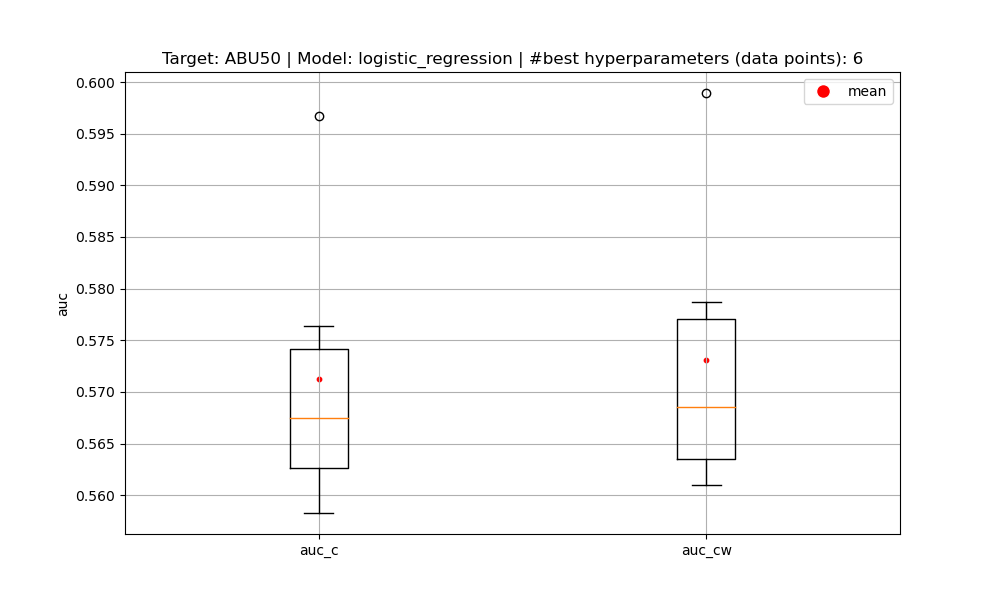 Target: ABU50 | Model: logistic_regression | #best hyperparameters (data points): 6
0.600
mean
0.595
0.590
0.585
0.580
auc
0.575
0.570
0.565
0.560
auc_c
auc_cw